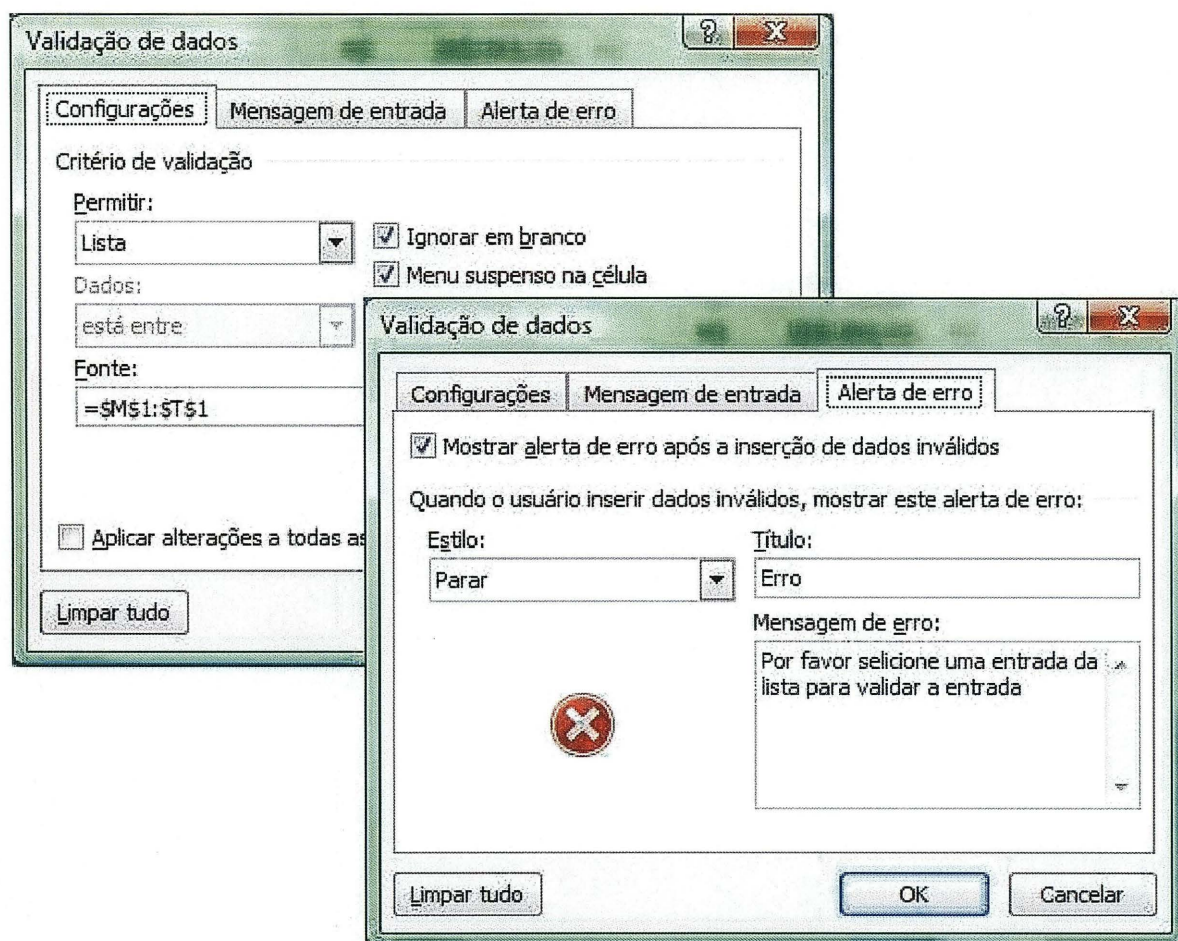 Validação de dados
Configurações
Mensagem de entrada
Alerta de erro
Critério de validação
Permitir:
Lista
Ignorar em branco
Menu suspenso na célula
Dados:
está entre
Fonte:
=$M$1:$T$1
Aplicar alterações a todas as
Limpar tudo
Validação de dados
Configurações
Mensagem de entrada
Alerta de erro
Mostrar alerta de erro após a inserção de dados inválidos
Quando o usuário inserir dados inválidos, mostrar este alerta de erro:
Estilo:
Parar
Título:
Erro
Mensagem de erro:
Por favor selicione uma entrada da
lista para validar a entrada
Limpar tudo
OK
Cancelar